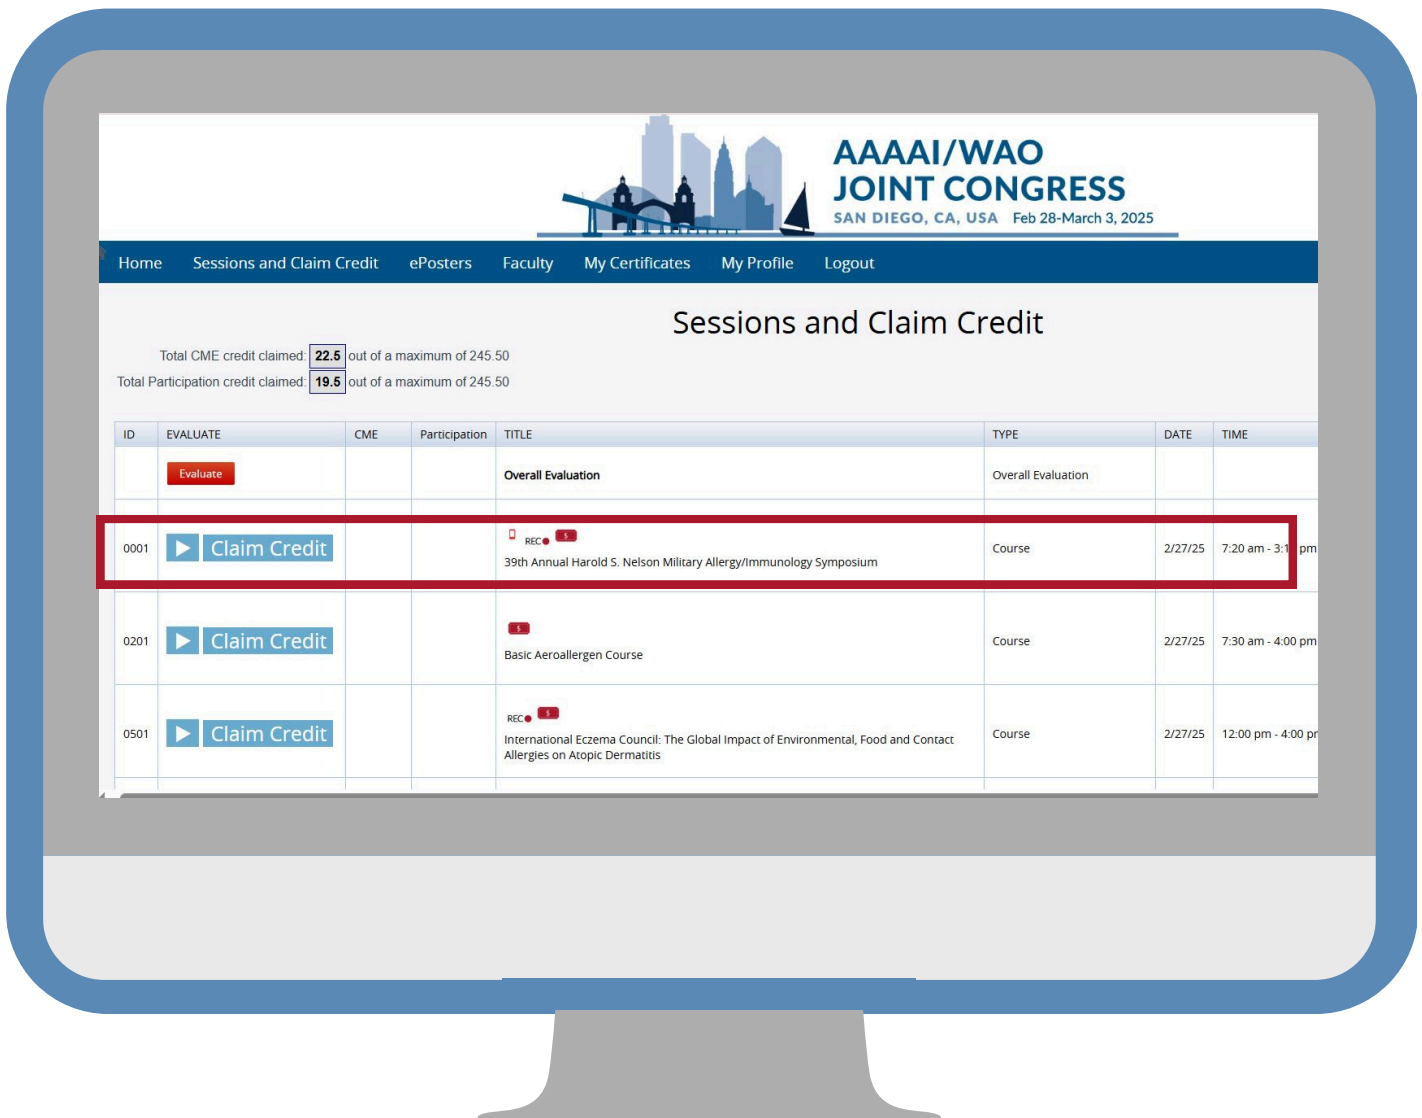 AAAAI/WAO
JOINT CONGRESS
SAN DIEGO, CA, USA Feb 28-March 3, 2025
Home Sessions and Claim Credit ePosters Faculty My Certificates My Profile Logout
Sessions and Claim Credit
Total CME credit claimed: 22.5 out of a maximum of 245.50
Total Participation credit claimed: 19.5 out of a maximum of 245.50
ID EVALUATE CME Participation TITLE TYPE DATE TIME
Evaluate Overall Evaluation Overall Evaluation
REC $
0001 Claim Credit 39th Annual Harold S. Nelson Military Allergy/Immunology Symposium Course 2/27/25 7:20 am - pm
$
0201 Claim Credit Basic Aeroallergen Course Course 2/27/25 7:30 am - 4:00 pm
REC $
0501 Claim Credit International Eczema Council: The Global Impact of Environmental, Food and Contact Course 2/27/25 12:00 pm - 4:00
Allergies on Atopic Dermatitis